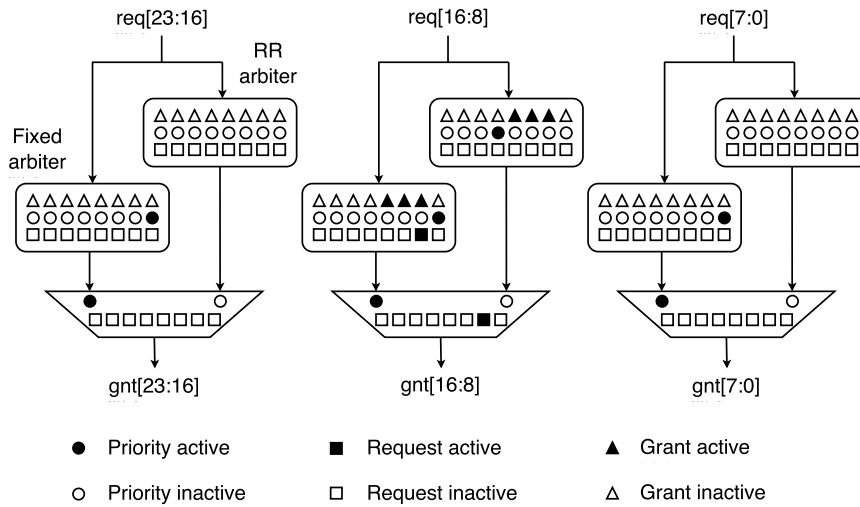 req[23:16]
req[16:8]
req[7:0]
RR
arbiter
Fixed
arbiter
gnt[23:16]
gnt[16:8]
gnt[7:0]
Priority active
Request active
Grant active
Priority inactive
Request inactive
Grant inactive